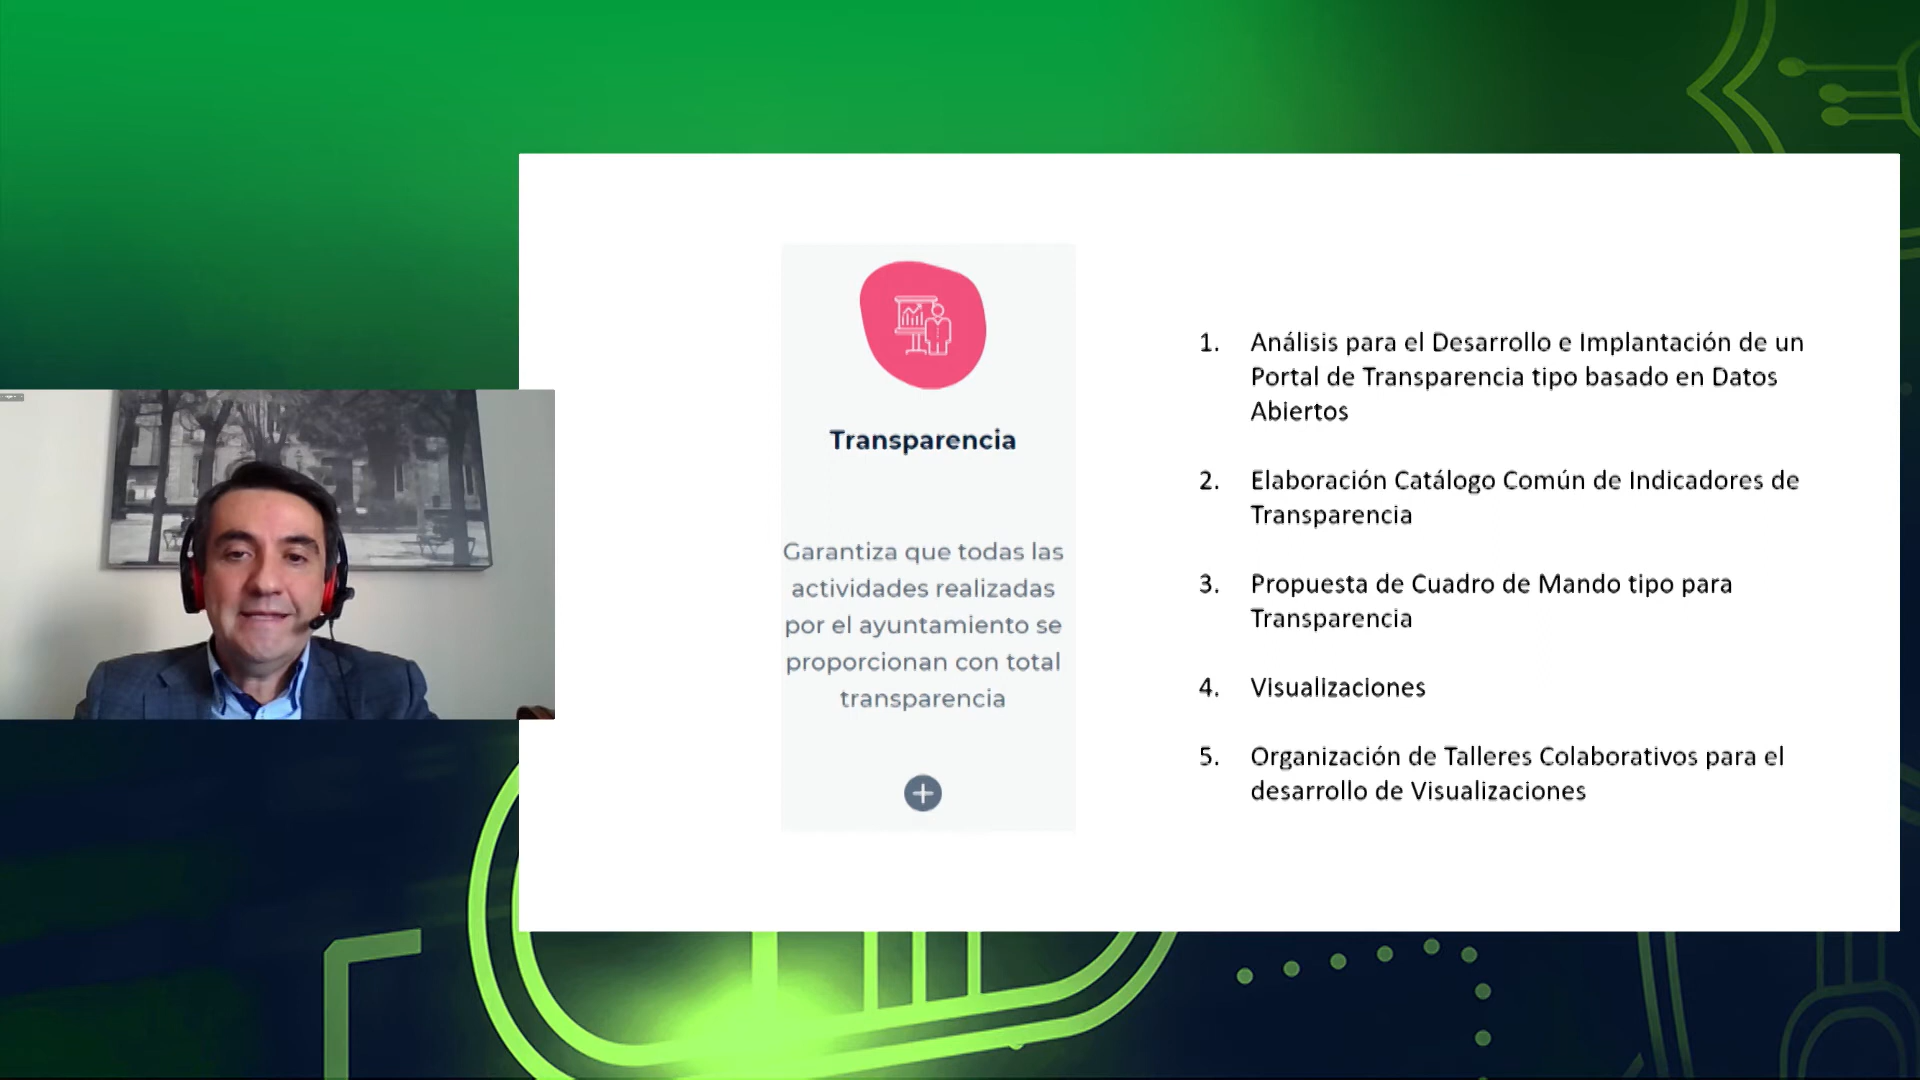 Transparencia
Garantiza que todas las
actividades realizadas
por el ayuntamiento se
proporcionan con total
transparencia
1. Análisis para el Desarrollo e Implantación de un
Portal de Transparencia tipo basado en Datos
Abiertos
2. Elaboración Catálogo Común de Indicadores de
Transparencia
3. Propuesta de Cuadro de Mando tipo para
Transparencia
4. Visualizaciones
5. Organización de Talleres Colaborativos para el
desarrollo de Visualizaciones